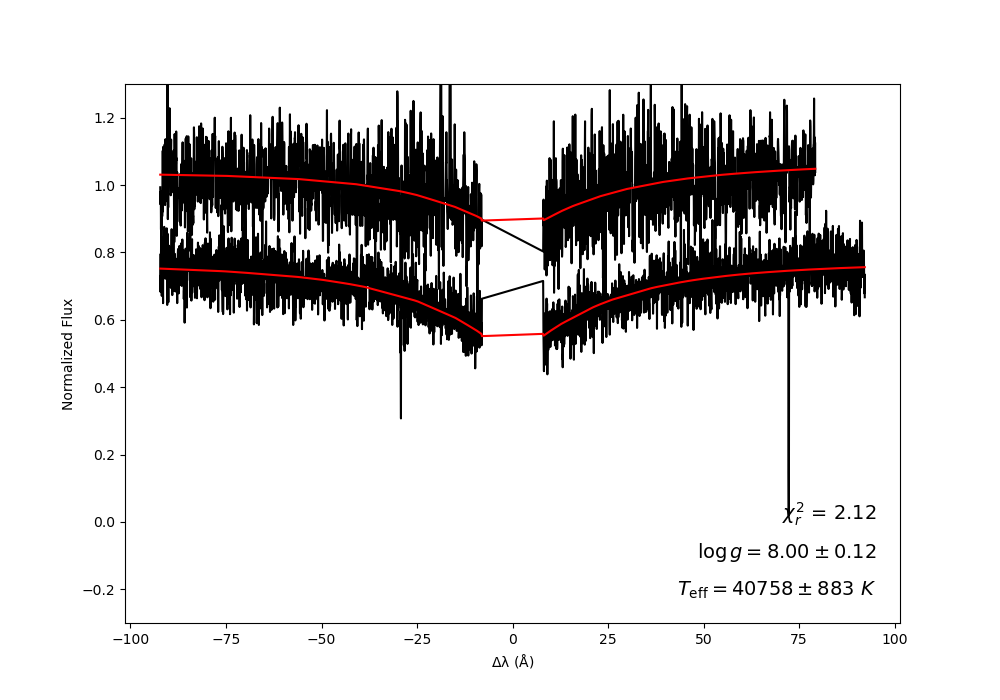 1.2
1.0
0.8
0.6
0.4
0.2
0.0
−0.2
Normalized Flux
χ²ᵣ = 2.12
log g = 8.00 ± 0.12
T_eff = 40758 ± 883 K
−100 −75 −50 −25 0 25 50 75 100
Δλ (Å)